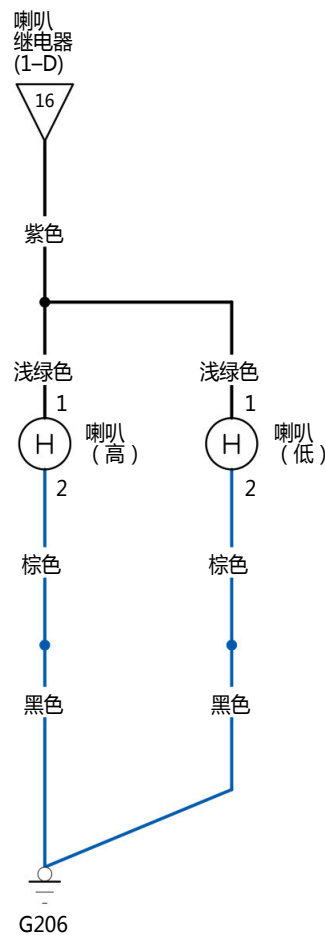 喇叭
继电器
(1–D)
16
紫色
浅绿色
浅绿色
1
1
H
喇叭
（高）
H
喇叭
（低）
2
2
棕色
棕色
黑色
黑色
G206